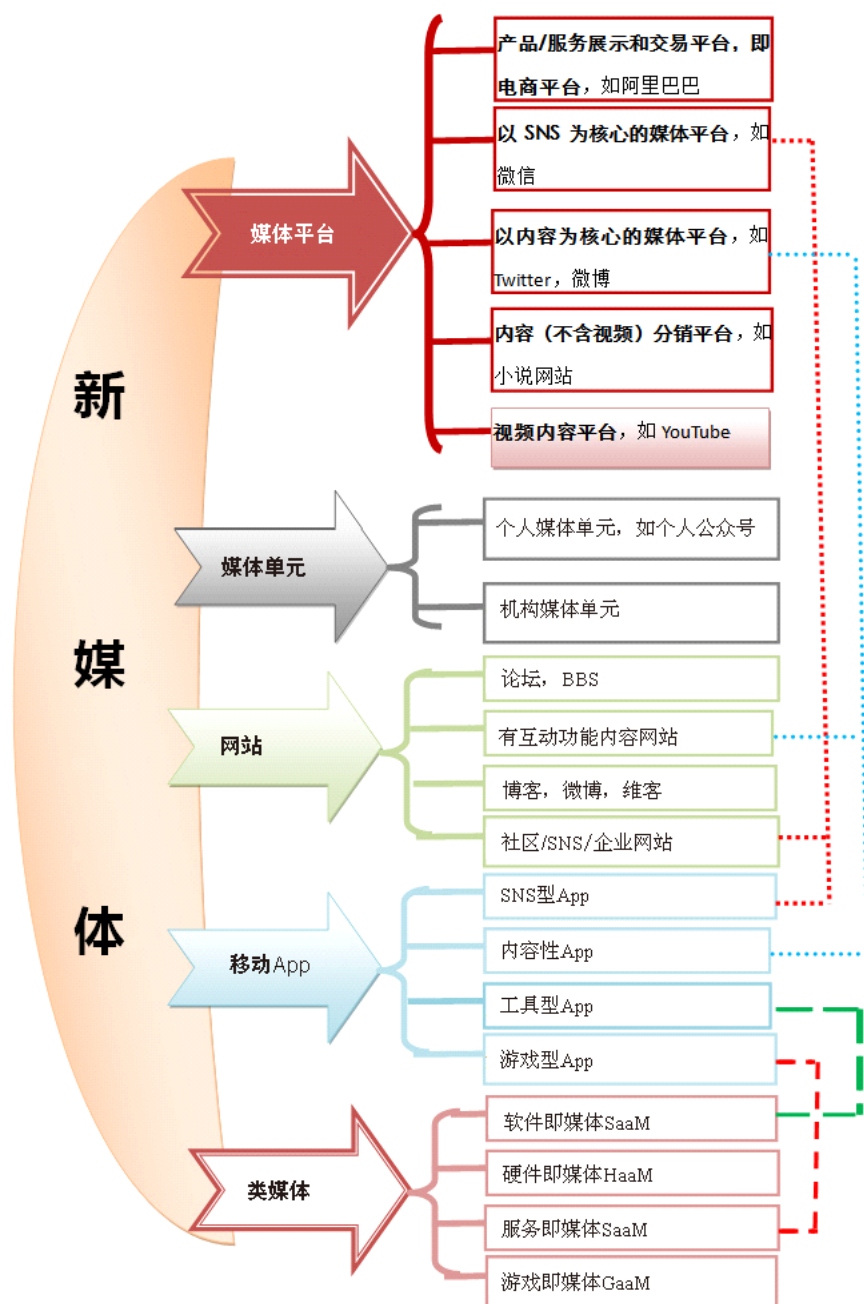 新
媒
体
媒体平台
产品/服务展示和交易平台，即
电商平台，如阿里巴巴
以 SNS 为核心的媒体平台，如
微信
以内容为核心的媒体平台，如
Twitter，微博
内容（不含视频）分销平台，如
小说网站
视频内容平台，如 YouTube
媒体单元
个人媒体单元，如个人公众号
机构媒体单元
网站
论坛，BBS
有互动功能内容网站
博客，微博，维客
社区/SNS/企业网站
移动App
SNS型App
内容性App
工具型App
游戏型App
类媒体
软件即媒体SaaM
硬件即媒体HaaM
服务即媒体SaaM
游戏即媒体GaaM